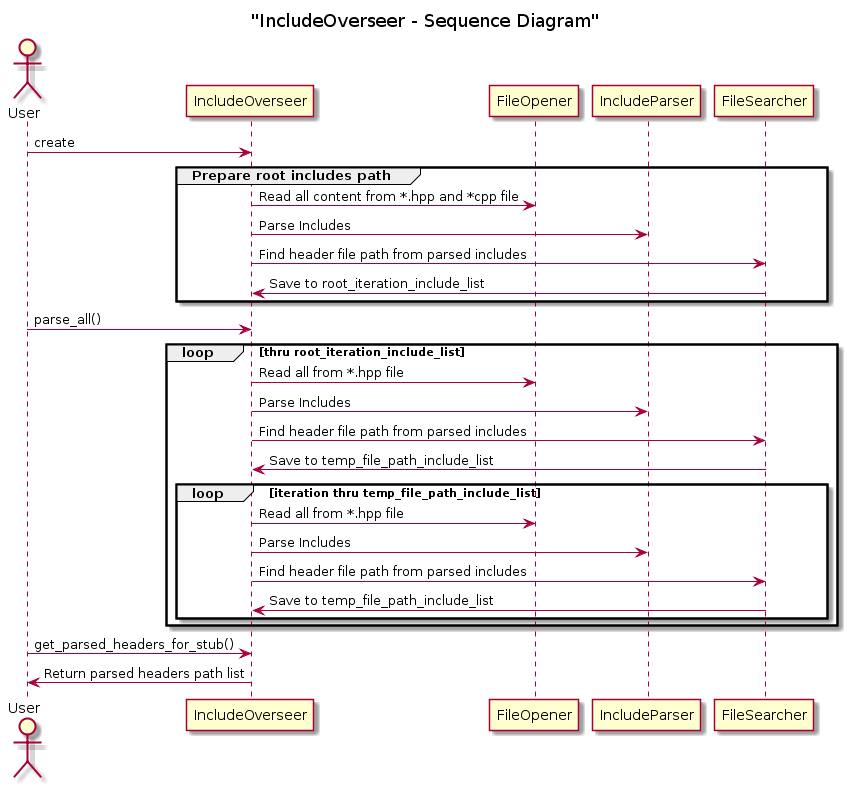 "IncludeOverseer - Sequence Diagram"
User
IncludeOverseer
FileOpener
IncludeParser
FileSearcher
create
Prepare root includes path
Read all content from *.hpp and *cpp file
Parse Includes
Find header file path from parsed includes
Save to root_iteration_include_list
parse_all()
loop [thru root_iteration_include_list]
Read all from *.hpp file
Parse Includes
Find header file path from parsed includes
Save to temp_file_path_include_list
loop [iteration thru temp_file_path_include_list]
Read all from *.hpp file
Parse Includes
Find header file path from parsed includes
Save to temp_file_path_include_list
get_parsed_headers_for_stub()
Return parsed headers path list
User
IncludeOverseer
FileOpener
IncludeParser
FileSearcher